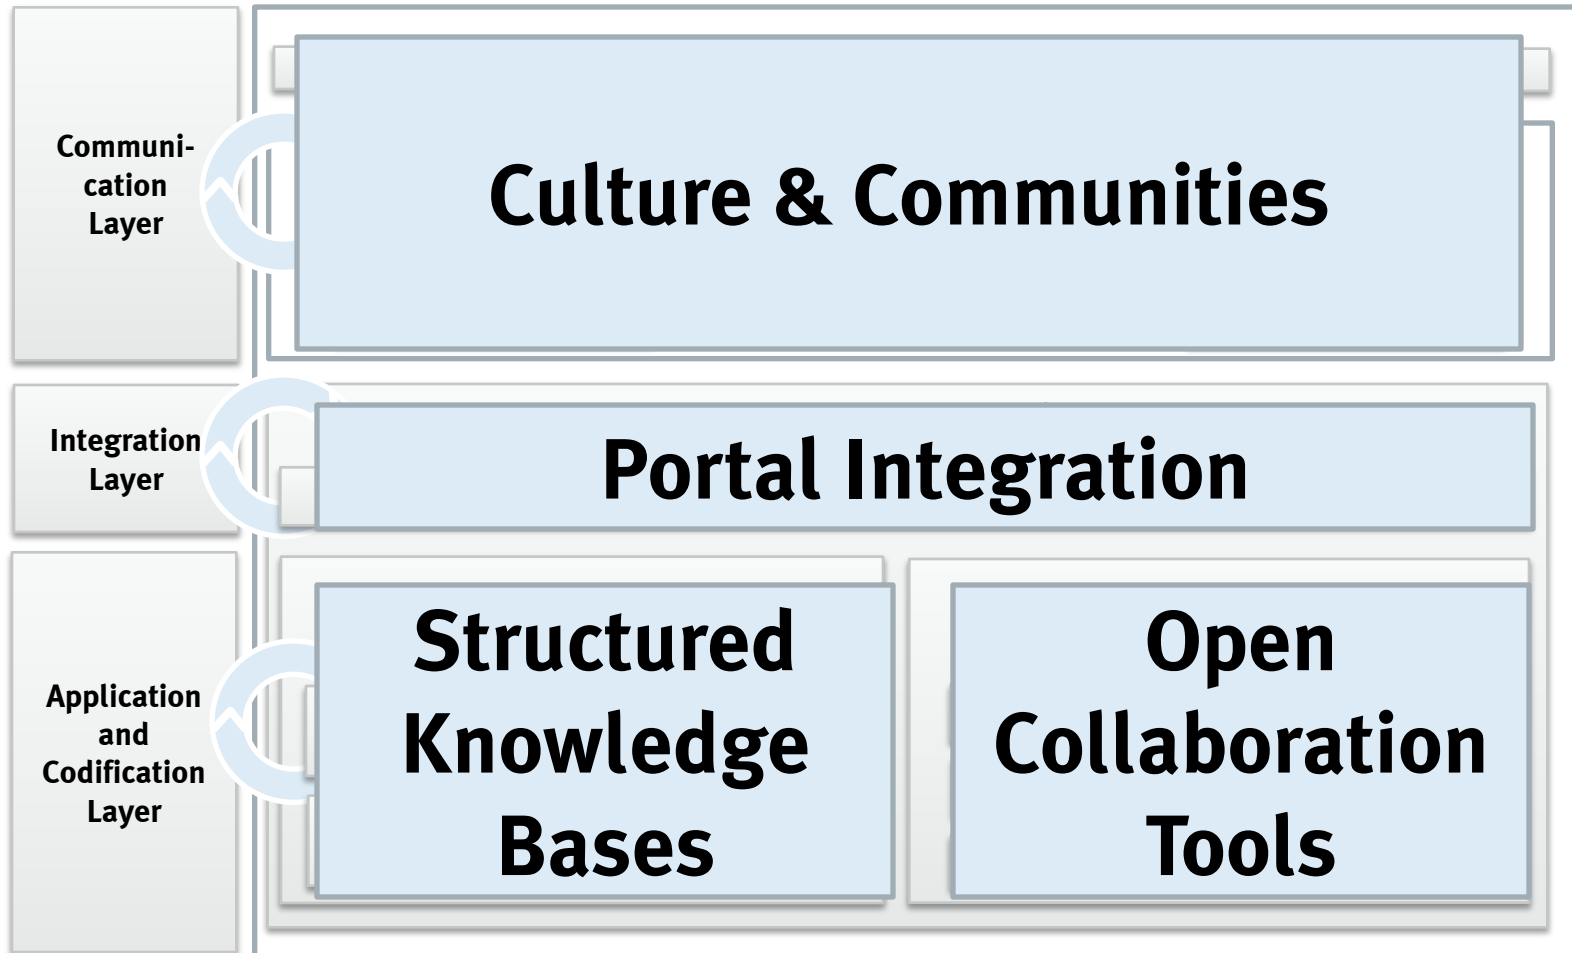 Communi-
cation
Layer
Culture & Communities
Integration
Layer
Portal Integration
Application
and
Codification
Layer
Structured
Knowledge
Bases
Open
Collaboration
Tools